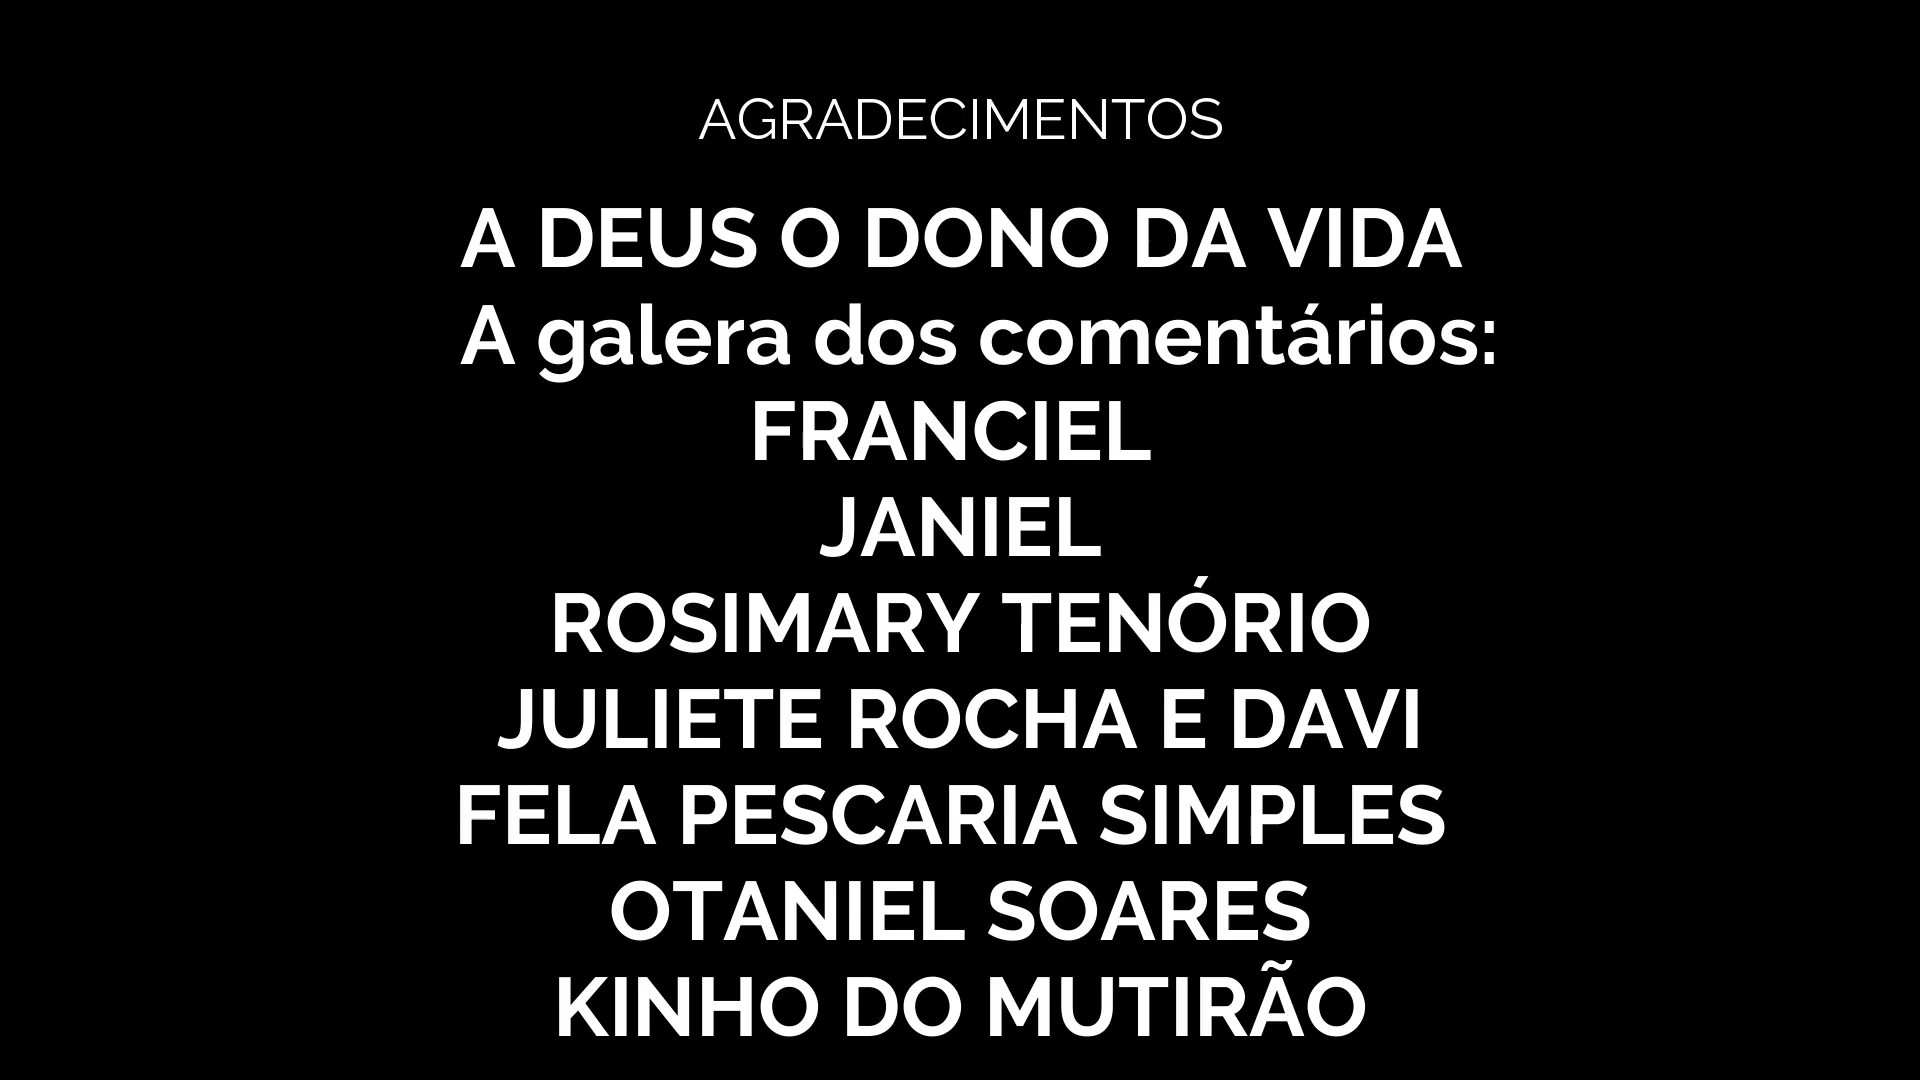 AGRADECIMENTOS
A DEUS O DONO DA VIDA
A galera dos comentários:
FRANCIEL
JANIEL
ROSIMARY TENÓRIO
JULIETE ROCHA E DAVI
FELA PESCARIA SIMPLES
OTANIEL SOARES
KINHO DO MUTIRÃO